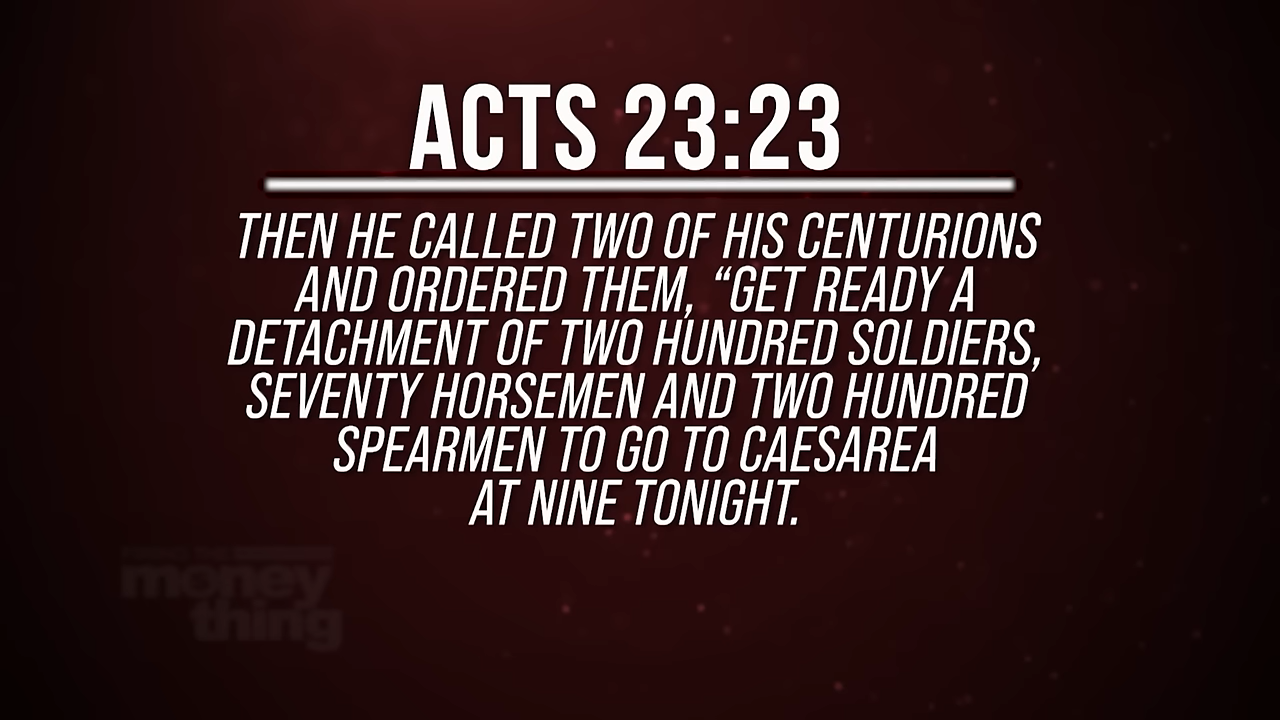 ACTS 23:23
THEN HE CALLED TWO OF HIS CENTURIONS
AND ORDERED THEM, “GET READY A
DETACHMENT OF TWO HUNDRED SOLDIERS,
SEVENTY HORSEMEN AND TWO HUNDRED
SPEARMEN TO GO TO CAESAREA
AT NINE TONIGHT.
money
thing